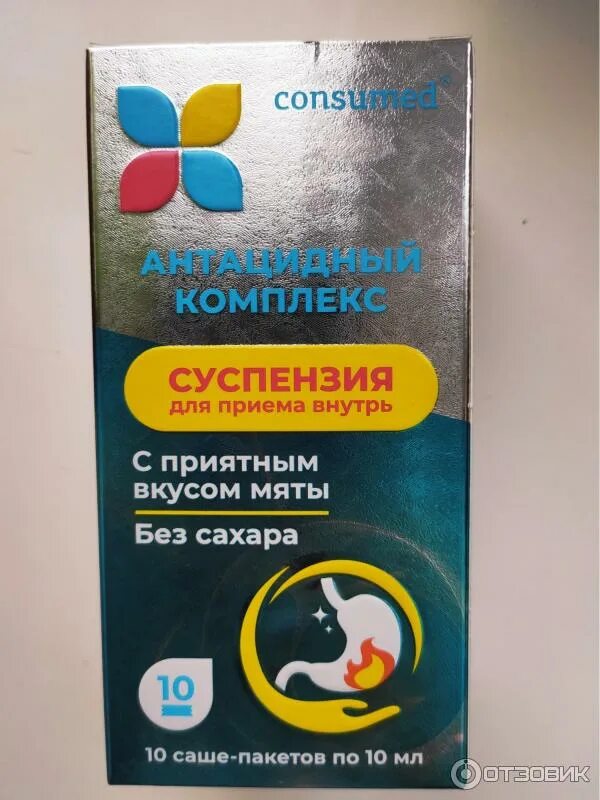 consumed®
АНТАЦИДНЫЙ
КОМПЛЕКС
СУСПЕНЗИЯ
для приема внутрь
С приятным
вкусом мяты
Без сахара
10
10 саше-пакетов по 10 мл
ОТЗОВИК